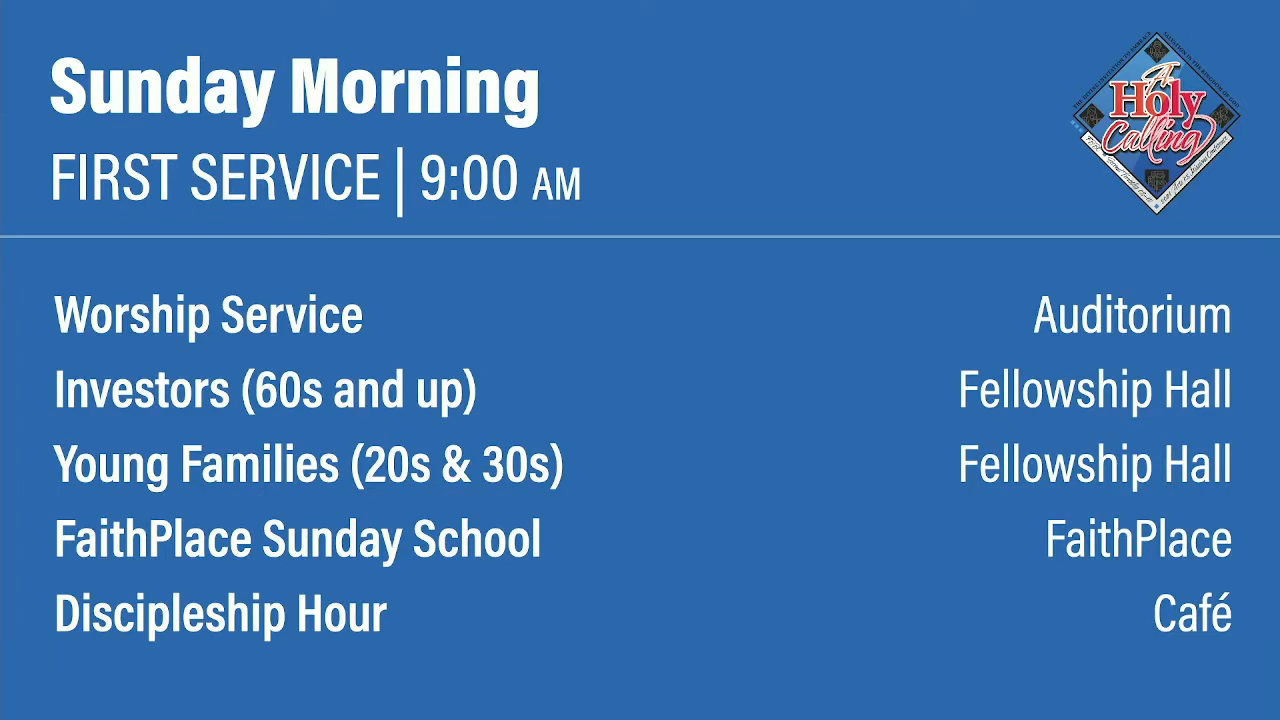 Sunday Morning
FIRST SERVICE | 9:00 AM
A
Holy
Calling
Worship Service Auditorium
Investors (60s and up) Fellowship Hall
Young Families (20s & 30s) Fellowship Hall
FaithPlace Sunday School FaithPlace
Discipleship Hour Café